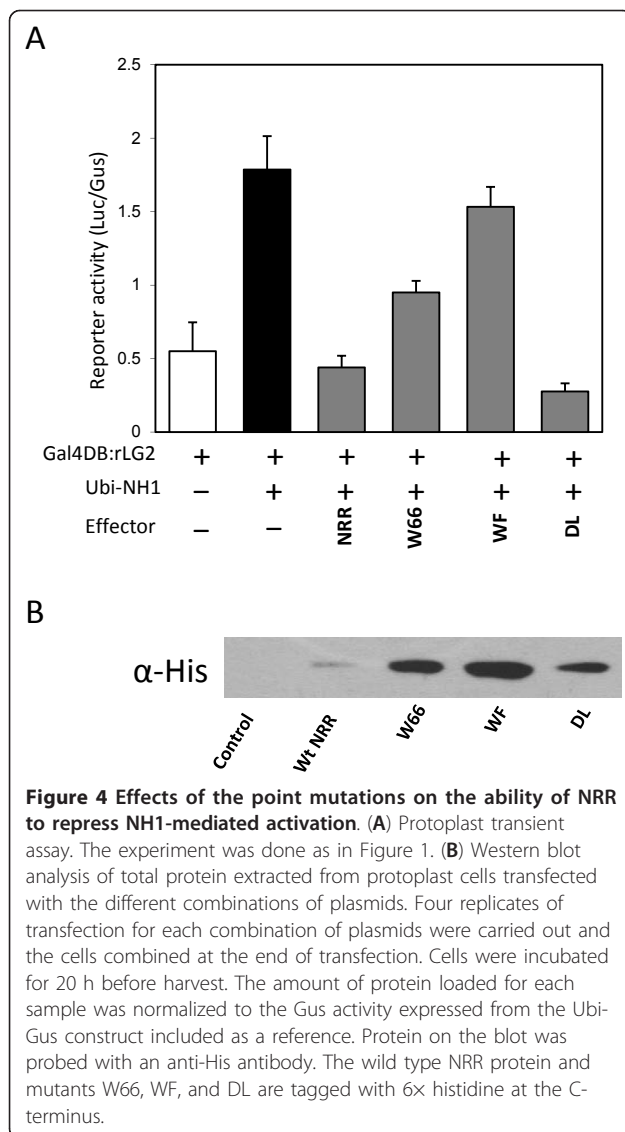 A
2.5
2
1.5
1
0.5
0
Reporter activity (Luc/Gus)
Gal4DB:rLG2 + + + + + +
Ubi-NH1 – + + + + +
Effector – – NRR W66 WF DL
B
α-His
Control Wt NRR W66 WF DL
Figure 4 Effects of the point mutations on the ability of NRR
to repress NH1-mediated activation. (A) Protoplast transient
assay. The experiment was done as in Figure 1. (B) Western blot
analysis of total protein extracted from protoplast cells transfected
with the different combinations of plasmids. Four replicates of
transfection for each combination of plasmids were carried out and
the cells combined at the end of transfection. Cells were incubated
for 20 h before harvest. The amount of protein loaded for each
sample was normalized to the Gus activity expressed from the Ubi-
Gus construct included as a reference. Protein on the blot was
probed with an anti-His antibody. The wild type NRR protein and
mutants W66, WF, and DL are tagged with 6× histidine at the C-
terminus.